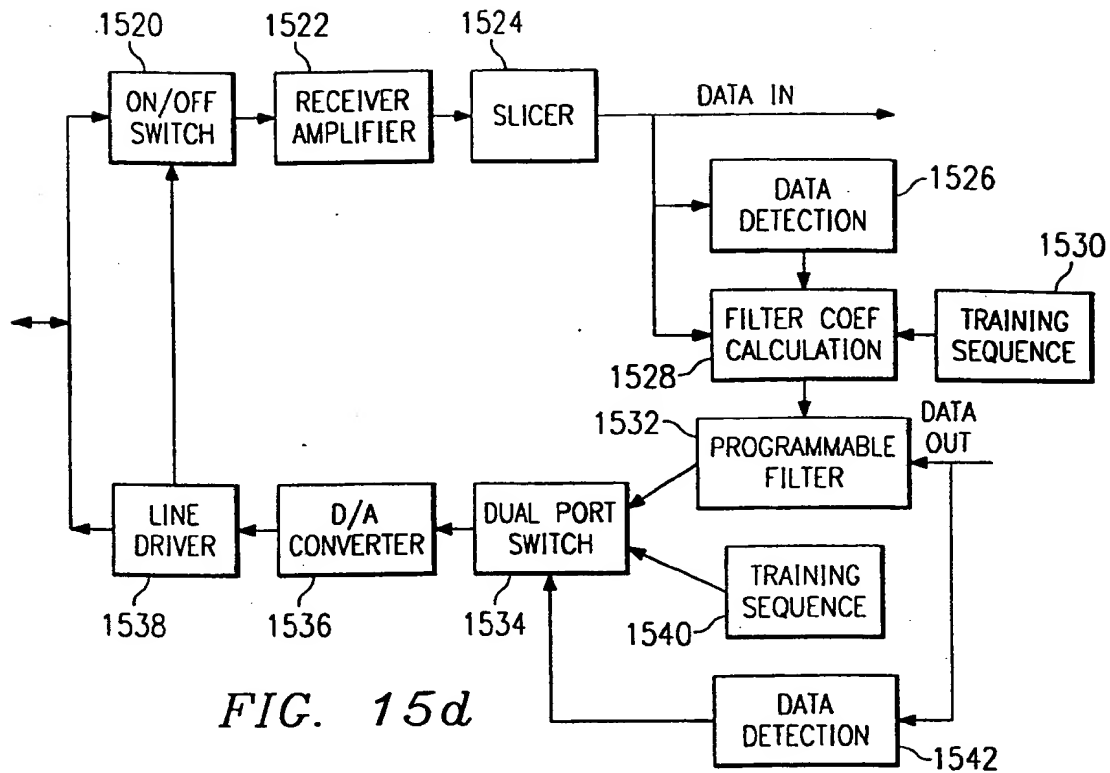 1520
1522
1524
ON/OFF
SWITCH
RECEIVER
AMPLIFIER
SLICER
DATA IN
DATA
DETECTION
1526
1530
FILTER COEF
CALCULATION
1528
TRAINING
SEQUENCE
1532
PROGRAMMABLE
FILTER
DATA
OUT
LINE
DRIVER
D/A
CONVERTER
DUAL PORT
SWITCH
1538
1536
1534
TRAINING
SEQUENCE
1540
DATA
DETECTION
1542
FIG. 15d